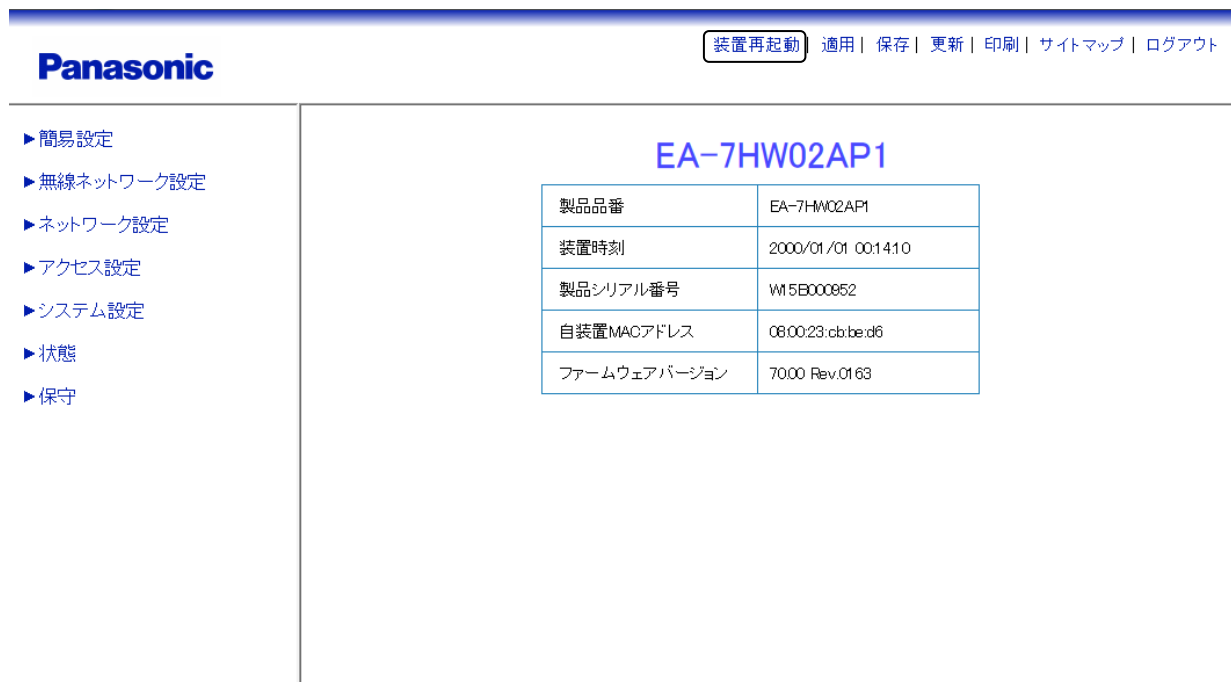 装置再起動| 適用| 保存| 更新| 印刷| サイトマップ| ログアウト
Panasonic
▶簡易設定
▶無線ネットワーク設定
▶ネットワーク設定
▶アクセス設定
▶システム設定
▶状態
▶保守
EA-7HW02AP1
製品品番 EA-7HW02AP1
装置時刻 2000/01/01 00:14:10
製品シリアル番号 W15B000952
自装置MACアドレス 08:00:23:cb:be:d6
ファームウェアバージョン 70.00 Rev.0163